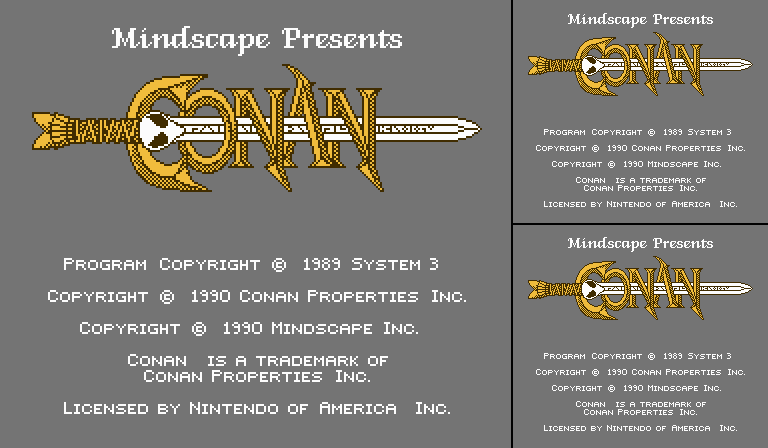 Mindscape Presents
CONAN
PROGRAM COPYRIGHT © 1989 SYSTEM 3
COPYRIGHT © 1990 CONAN PROPERTIES INC.
COPYRIGHT © 1990 MINDSCAPE INC.
CONAN IS A TRADEMARK OF
CONAN PROPERTIES INC.
LICENSED BY NINTENDO OF AMERICA INC.
Mindscape Presents
CONAN
PROGRAM COPYRIGHT © 1989 SYSTEM 3
COPYRIGHT © 1990 CONAN PROPERTIES INC.
COPYRIGHT © 1990 MINDSCAPE INC.
CONAN IS A TRADEMARK OF
CONAN PROPERTIES INC.
LICENSED BY NINTENDO OF AMERICA INC.
Mindscape Presents
CONAN
PROGRAM COPYRIGHT © 1989 SYSTEM 3
COPYRIGHT © 1990 CONAN PROPERTIES INC.
COPYRIGHT © 1990 MINDSCAPE INC.
CONAN IS A TRADEMARK OF
CONAN PROPERTIES INC.
LICENSED BY NINTENDO OF AMERICA INC.